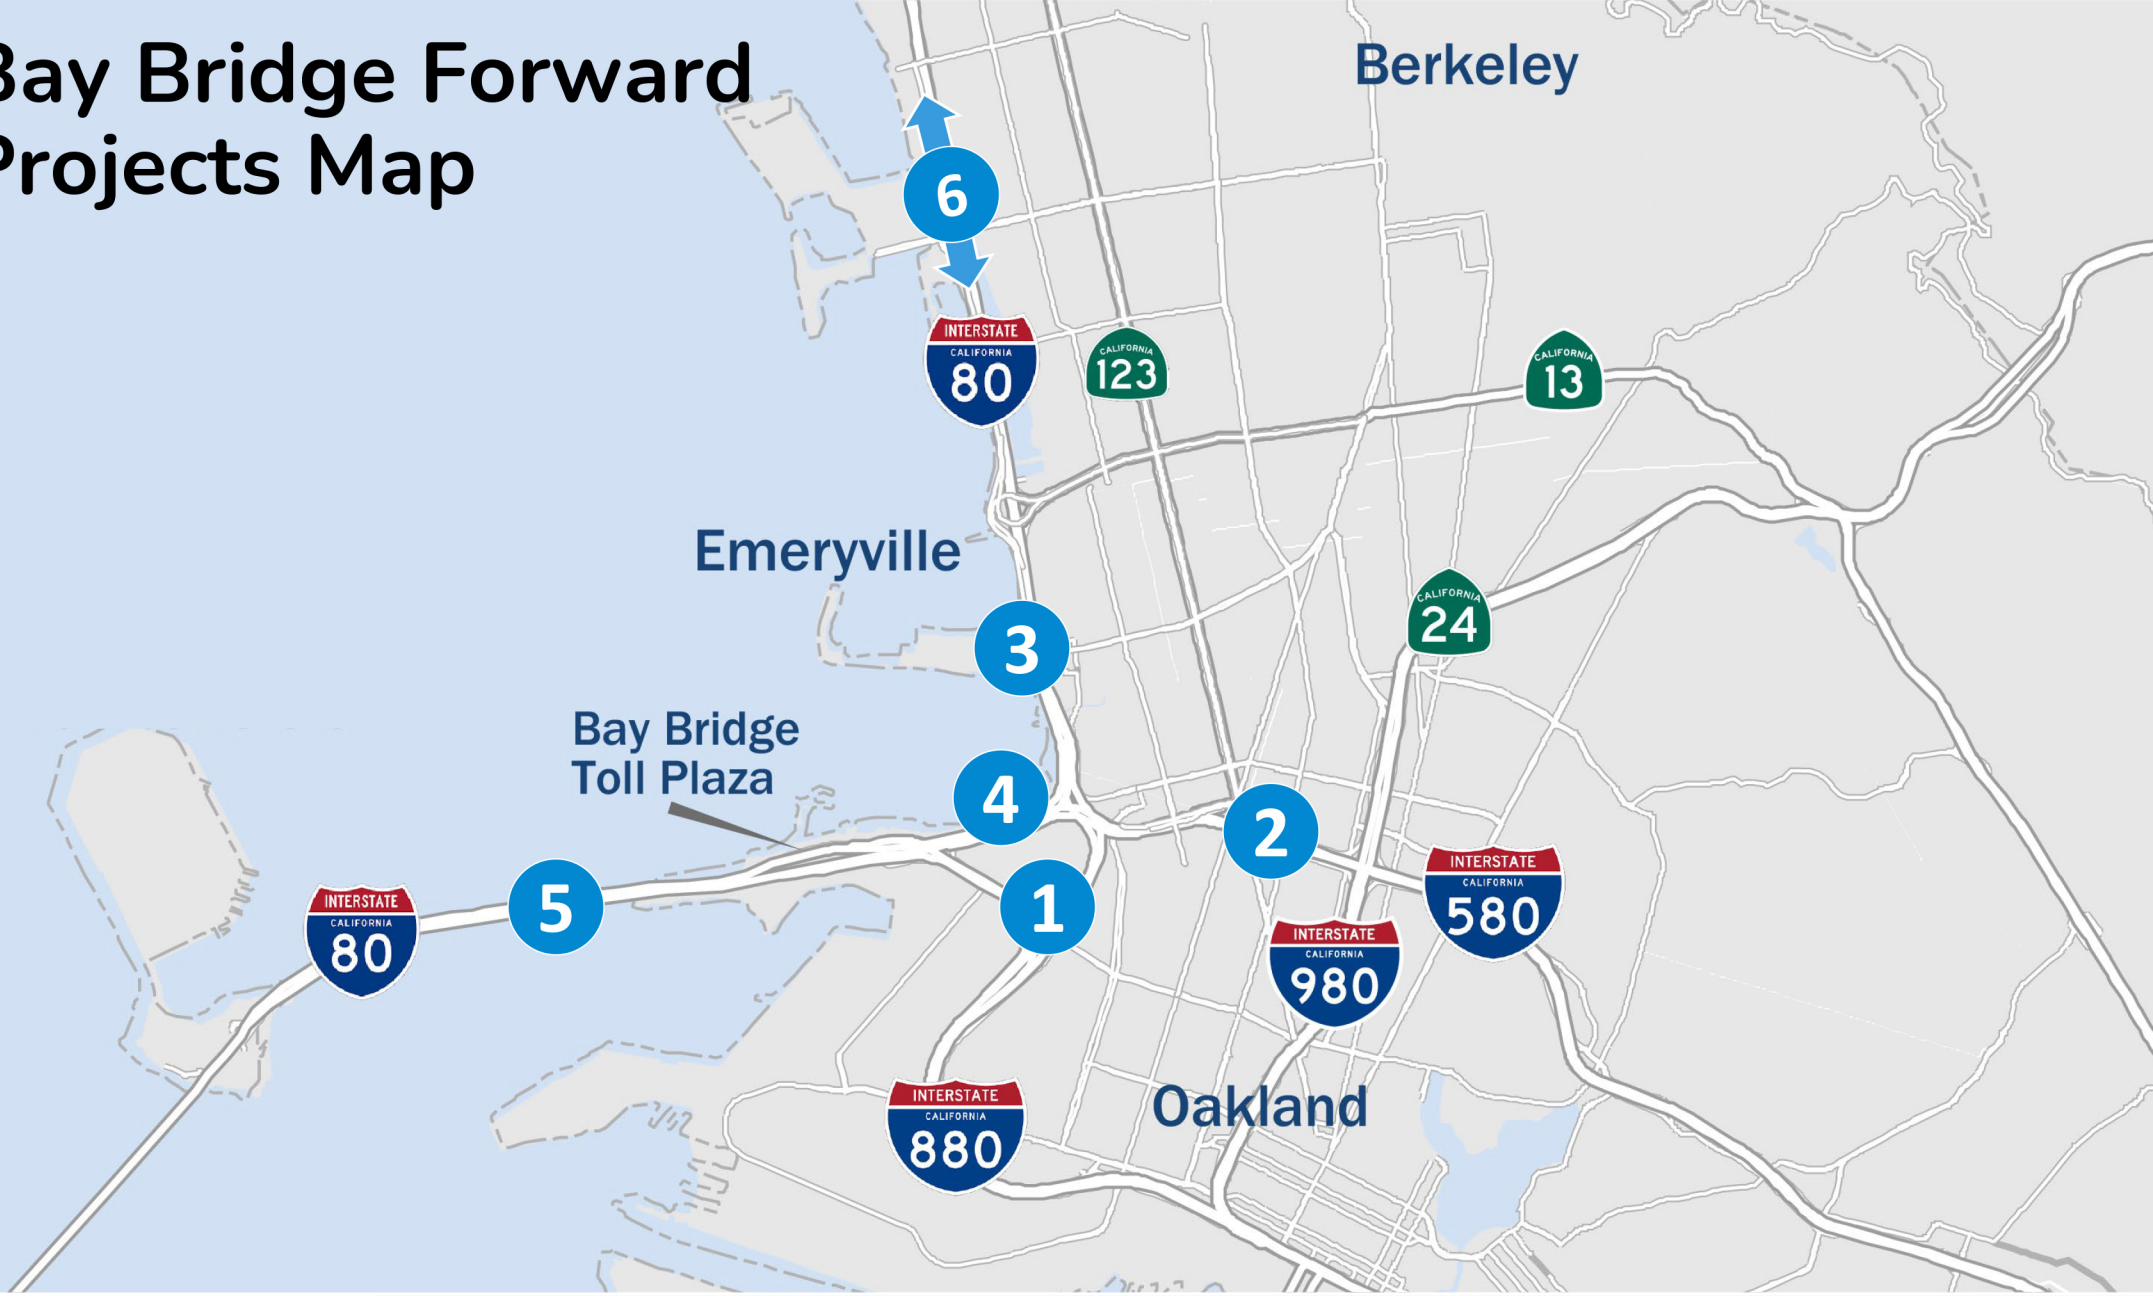 Bay Bridge Forward
Projects Map
Berkeley
6
INTERSTATE
CALIFORNIA
80
CALIFORNIA
123
CALIFORNIA
13
Emeryville
CALIFORNIA
24
3
Bay Bridge
Toll Plaza
4
2
5
1
INTERSTATE
CALIFORNIA
80
INTERSTATE
CALIFORNIA
580
INTERSTATE
CALIFORNIA
980
INTERSTATE
CALIFORNIA
880
Oakland